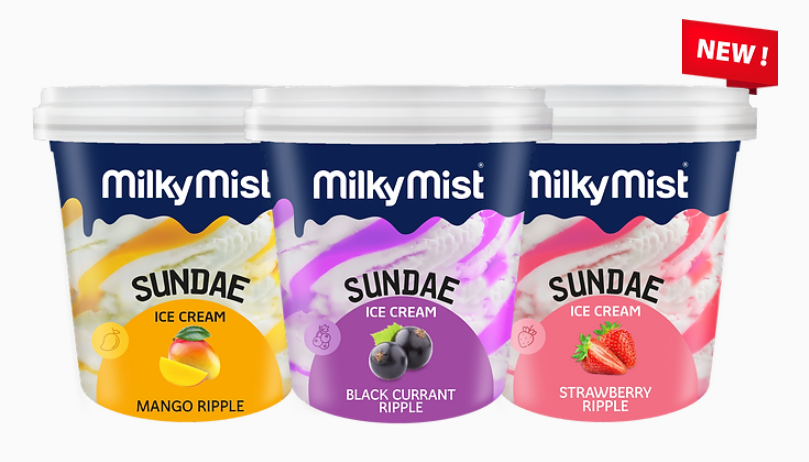 NEW !
MilkyMist
SUNDAE
ICE CREAM
MANGO RIPPLE
MilkyMist®
SUNDAE
ICE CREAM
BLACK CURRANT
RIPPLE
MilkyMist®
SUNDAE
ICE CREAM
STRAWBERRY
RIPPLE